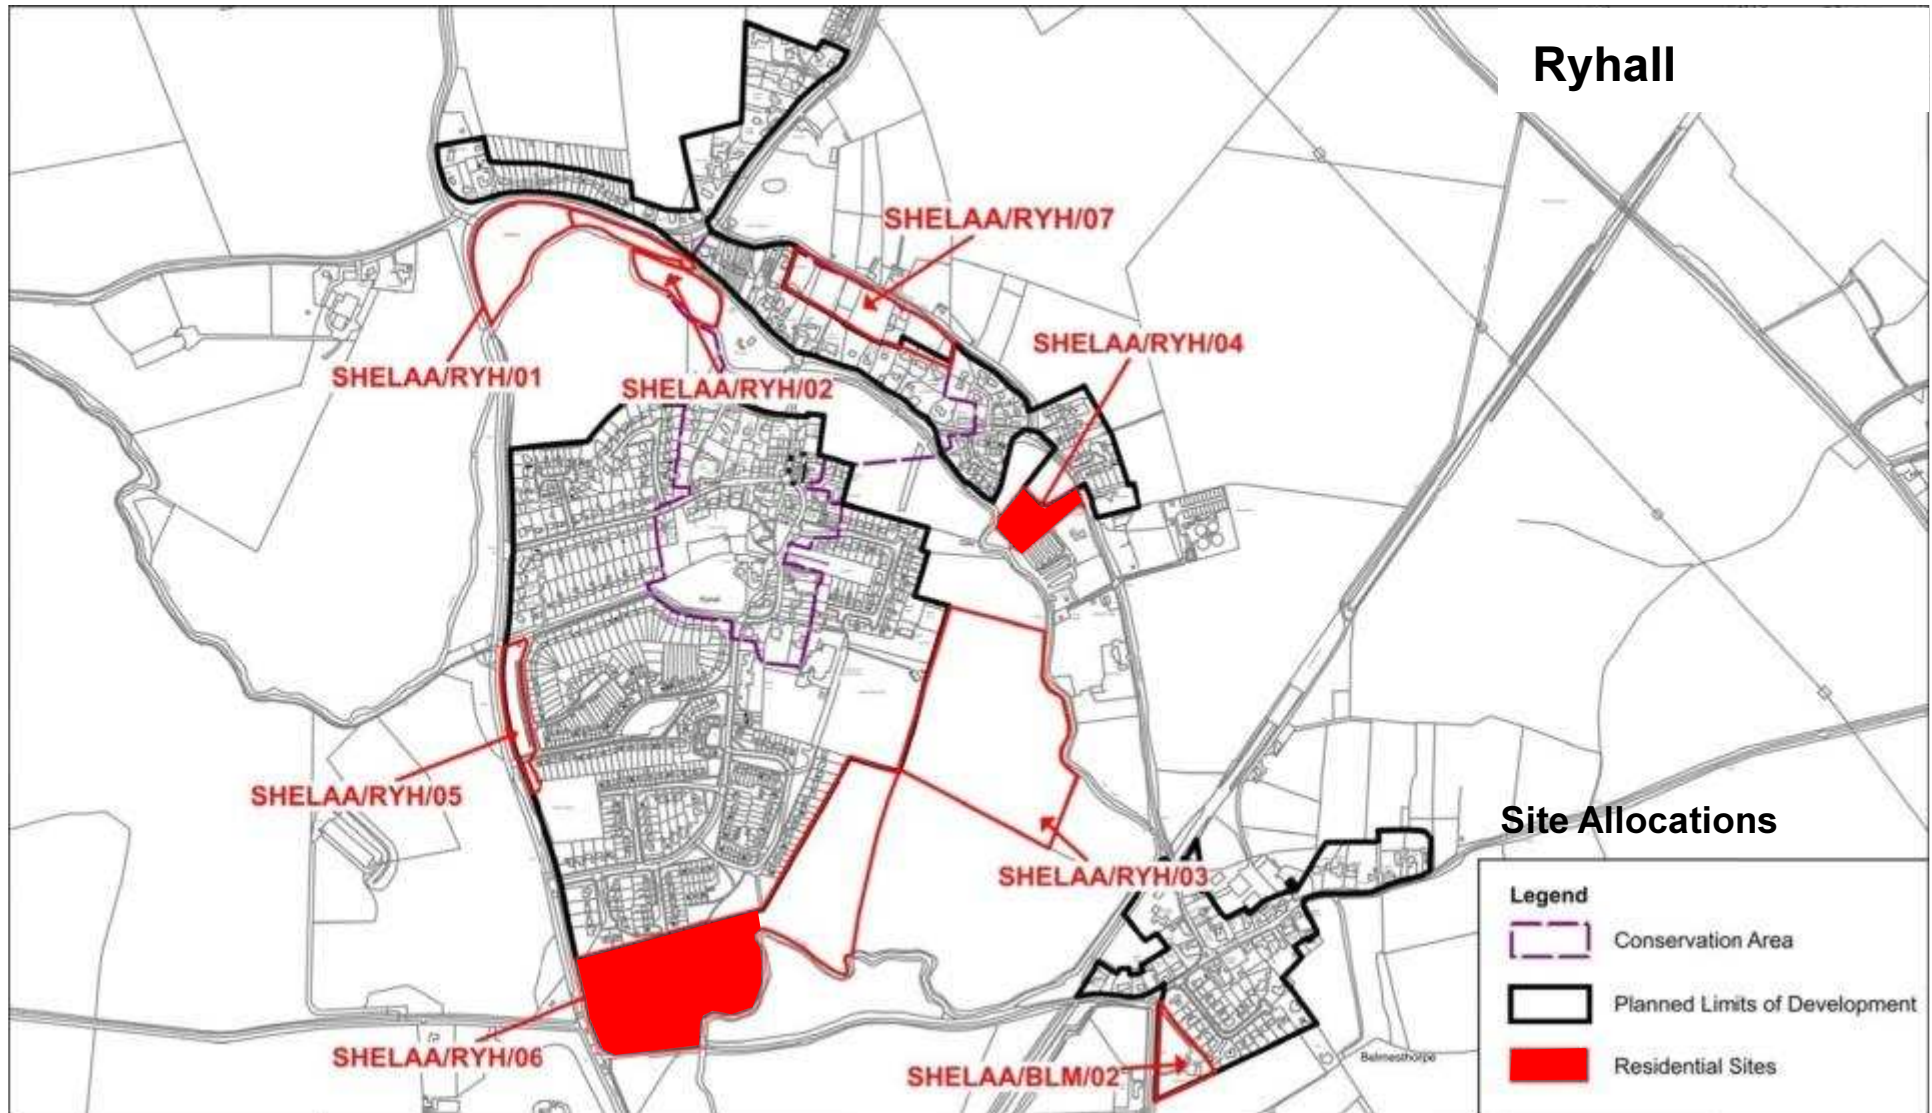 Ryhall
SHELAA/RYH/07
SHELAA/RYH/04
SHELAA/RYH/01
SHELAA/RYH/02
SHELAA/RYH/05
Site Allocations
SHELAA/RYH/03
Legend
Conservation Area
Planned Limits of Development
Residential Sites
SHELAA/RYH/06
SHELAA/BLM/02
Belmesthorpe
Ryhall